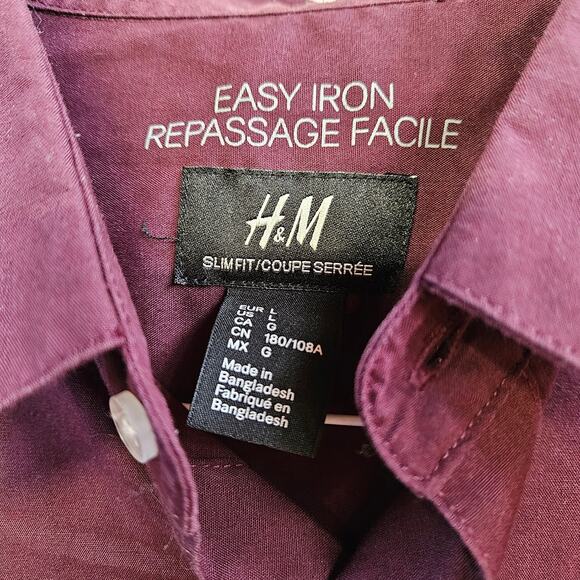 EASY IRON
REPASSAGE FACILE
H&M
SLIM FIT/COUPE SERRÉE
EUR L
US L
CA G
CN 180/108A
MX G
Made in
Bangladesh
Fabriqué en
Bangladesh